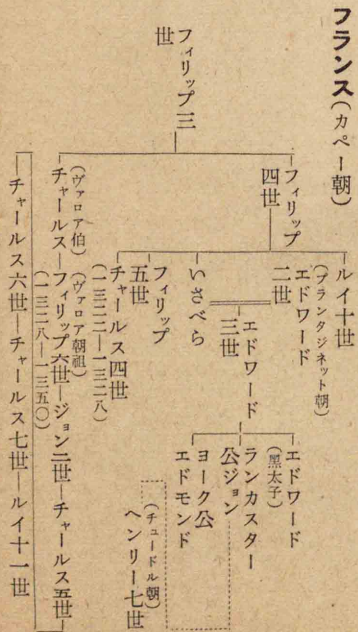 フランス(カペー朝)
フィリップ三世
フィリップ四世
ルイ十世
(プランタジネット朝)
エドワード二世
いさべら
フィリップ五世
チャールス四世
(一三二二―一三二八)
エドワード三世
エドワード
(黒太子)
ランカスター公ジョン
ヨーク公エドモンド
(チュードル朝)
ヘンリー七世
(ヴァロア伯)
チャールス―フィリップ六世―ジョン二世―チャールス五世―
(ヴァロア朝祖)
(一三二八―一三五〇)
―チャールス六世―チャールス七世―ルイ十一世